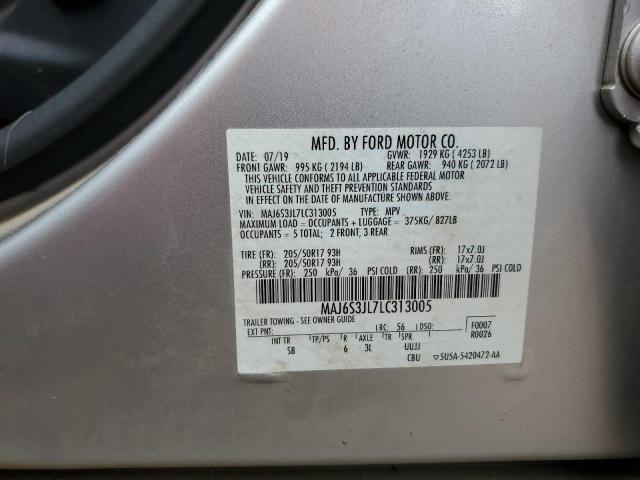 MFD. BY FORD MOTOR CO.
DATE: 07/19 GVWR: 1929 KG ( 4253 LB)
FRONT GAWR: 995 KG ( 2194 LB) REAR GAWR: 940 KG ( 2072 LB)
THIS VEHICLE CONFORMS TO ALL APPLICABLE FEDERAL MOTOR
VEHICLE SAFETY AND THEFT PREVENTION STANDARDS
IN EFFECT ON THE DATE OF MANUFACTURE SHOWN ABOVE.
VIN: MAJ6S3JL7LC313005 TYPE: MPV
MAXIMUM LOAD = OCCUPANTS + LUGGAGE = 375KG/ 827LB
OCCUPANTS = 5 TOTAL; 2 FRONT, 3 REAR
TIRE (FR): 205/50R17 93H RIMS (FR): 17x7.0J
(RR): 205/50R17 93H (RR): 17x7.0J
PRESSURE (FR): 250 kPa/ 36 PSI COLD (RR): 250 kPa/ 36 PSI COLD
MAJ6S3JL7LC313005
TRAILER TOWING - SEE OWNER GUIDE
EXT PNT: RC: 56 DSO: F0007
R0026
INT TR TP/PS R AXLE TR SPR
SB 6 3L UUJJ
CBU ▽5U5A-5420472-AA